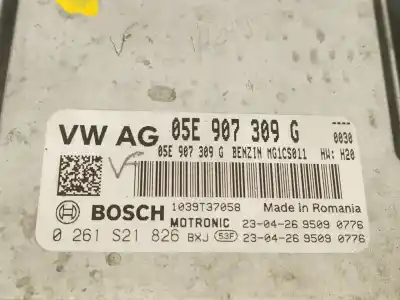 VW AG 05E 907 309 G ----
0030
05E 907 309 G BENZIN MG1CS011 HW: H20
BOSCH 1039T37058 Made in Romania
MOTRONIC 23-04-26 9509 0776
0 261 S21 826 BXJ 53F 23-04-26 9509 0776